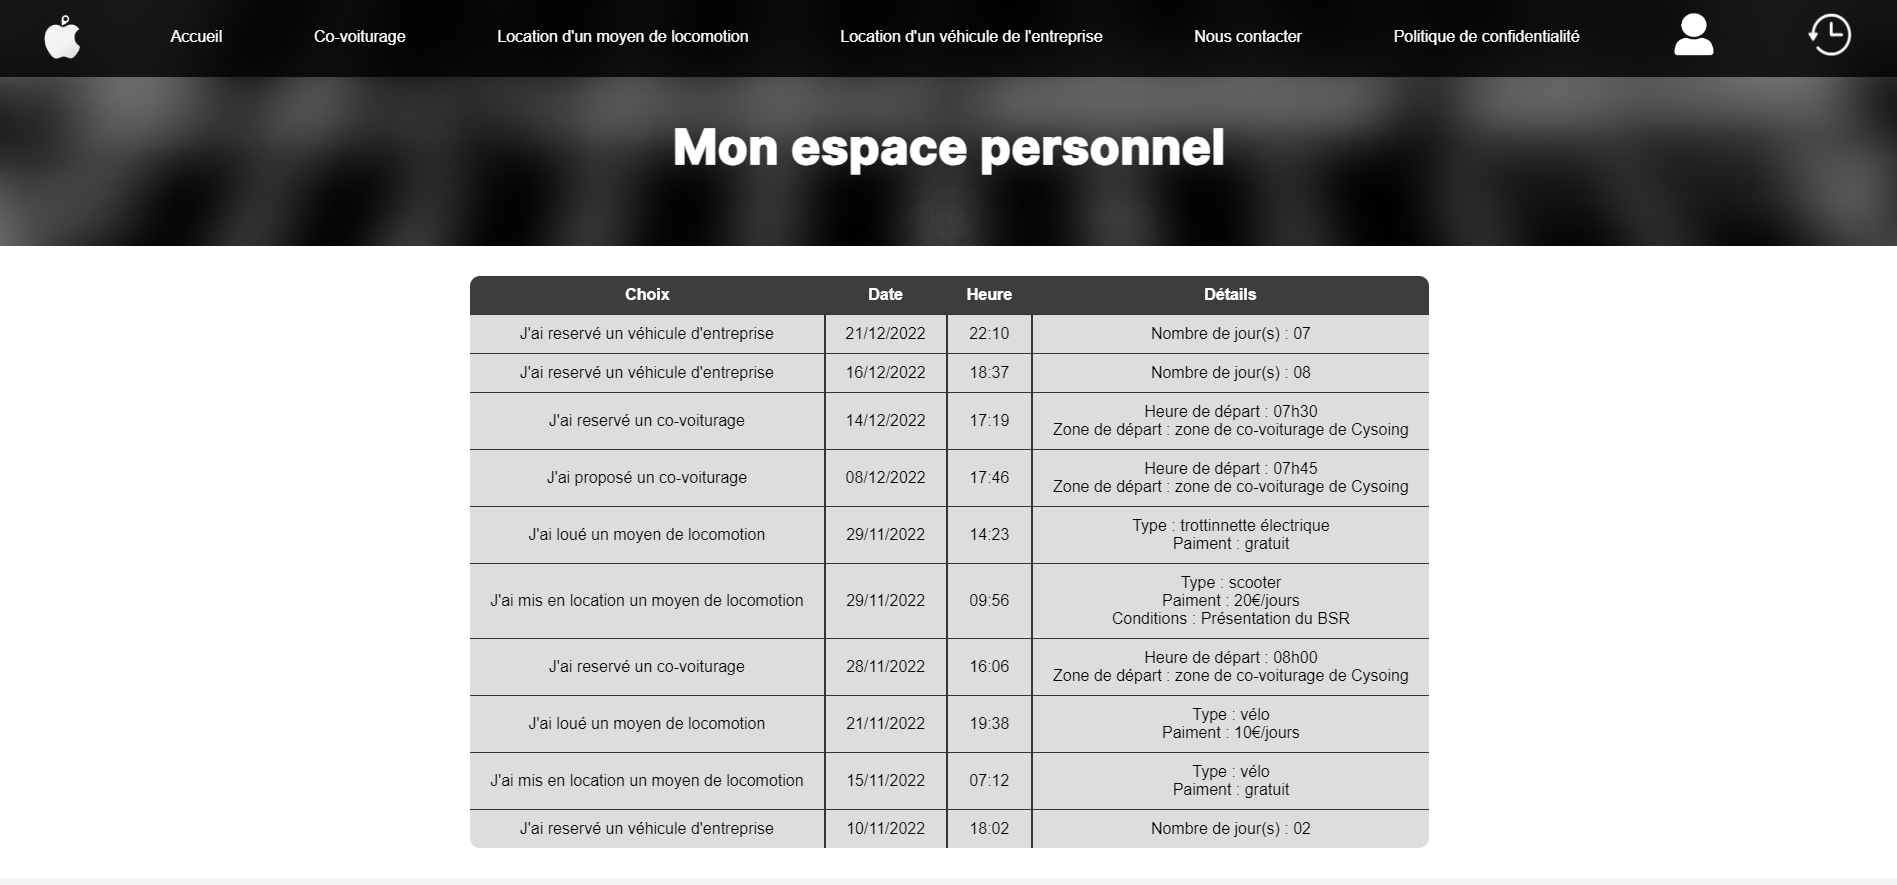 Accueil Co-voiturage Location d'un moyen de locomotion Location d'un véhicule de l'entreprise Nous contacter Politique de confidentialité
Mon espace personnel
Choix Date Heure Détails
J'ai reservé un véhicule d'entreprise 21/12/2022 22:10 Nombre de jour(s) : 07
J'ai reservé un véhicule d'entreprise 16/12/2022 18:37 Nombre de jour(s) : 08
J'ai reservé un co-voiturage 14/12/2022 17:19 Heure de départ : 07h30
Zone de départ : zone de co-voiturage de Cysoing
J'ai proposé un co-voiturage 08/12/2022 17:46 Heure de départ : 07h45
Zone de départ : zone de co-voiturage de Cysoing
J'ai loué un moyen de locomotion 29/11/2022 14:23 Type : trottinnette électrique
Paiment : gratuit
J'ai mis en location un moyen de locomotion 29/11/2022 09:56 Type : scooter
Paiment : 20€/jours
Conditions : Présentation du BSR
J'ai reservé un co-voiturage 28/11/2022 16:06 Heure de départ : 08h00
Zone de départ : zone de co-voiturage de Cysoing
J'ai loué un moyen de locomotion 21/11/2022 19:38 Type : vélo
Paiment : 10€/jours
J'ai mis en location un moyen de locomotion 15/11/2022 07:12 Type : vélo
Paiment : gratuit
J'ai reservé un véhicule d'entreprise 10/11/2022 18:02 Nombre de jour(s) : 02